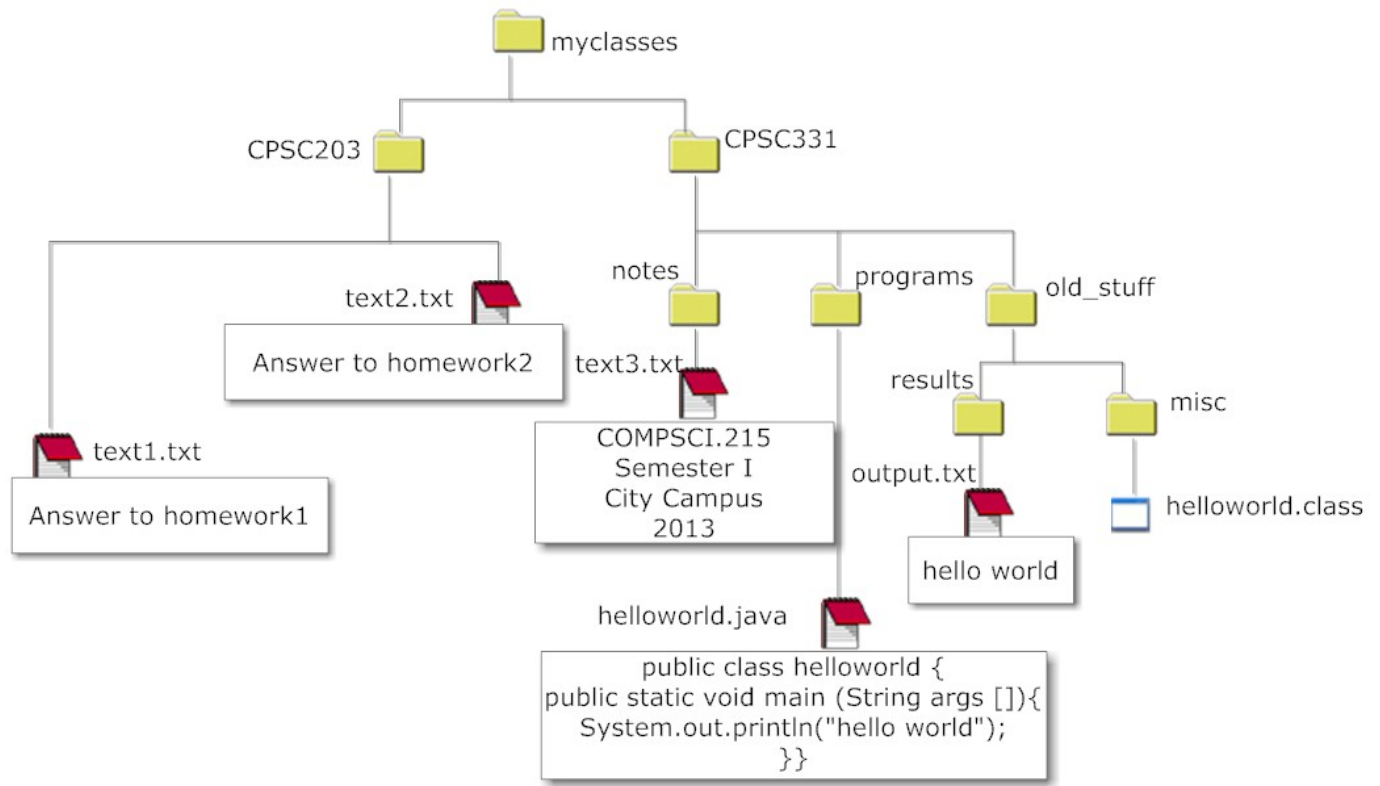 myclasses
CPSC203
CPSC331
notes
programs
old_stuff
text2.txt
Answer to homework2
text3.txt
results
misc
text1.txt
Answer to homework1
COMPSCI.215
Semester I
City Campus
2013
output.txt
hello world
helloworld.class
helloworld.java
public class helloworld {
public static void main (String args []){
System.out.println("hello world");
}}